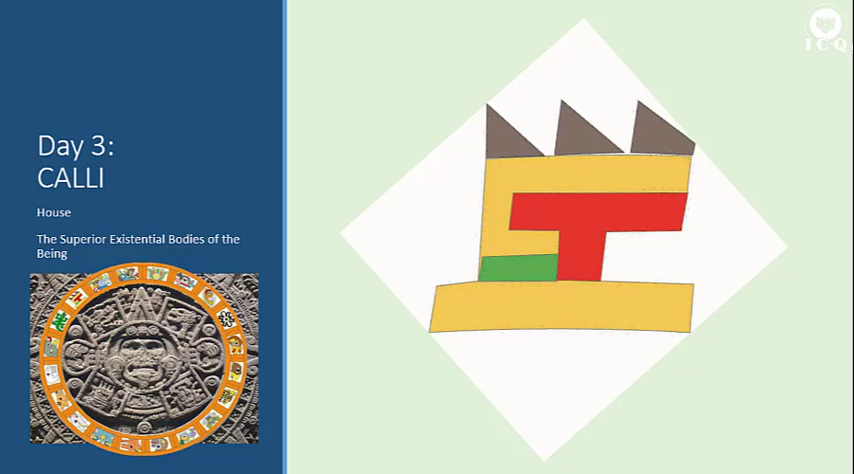 Day 3:
CALLI
House
The Superior Existential Bodies of the
Being
ICQ